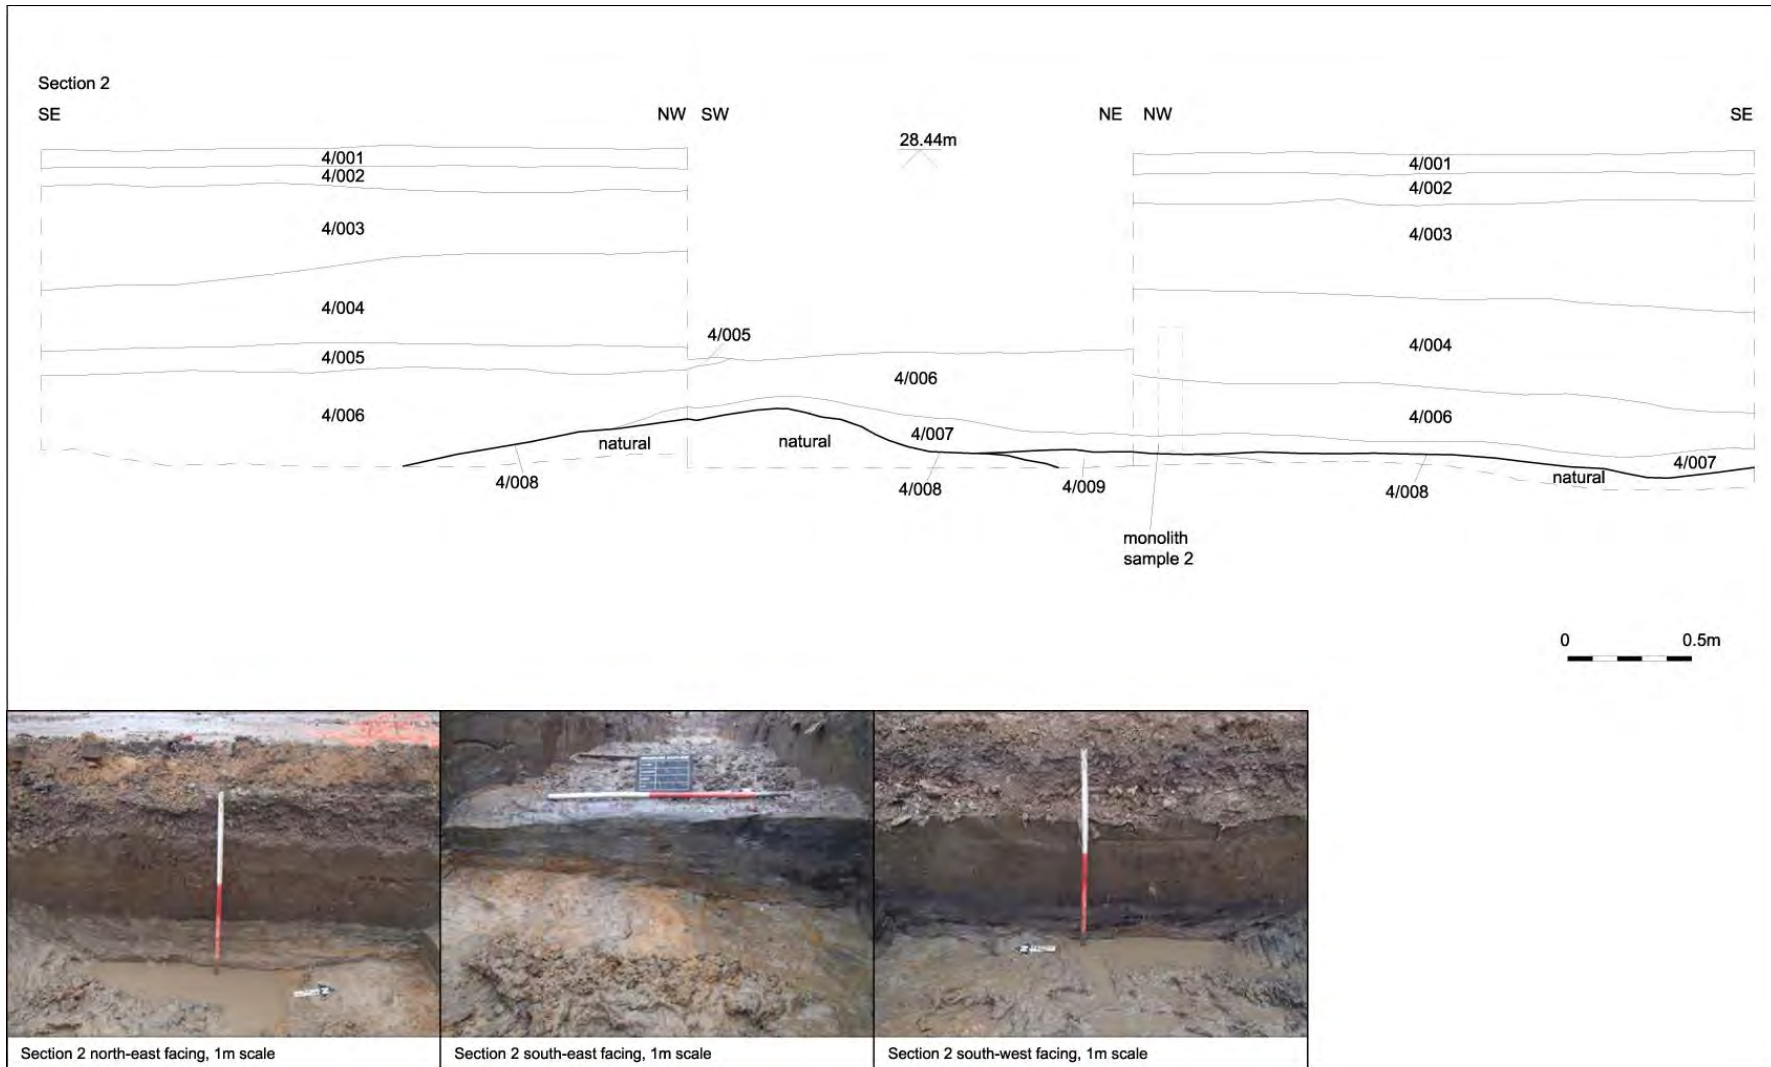 Section 2
SE NW SW NE NW SE
28.44m
4/001 4/001
4/002 4/002
4/003 4/003
4/004
4/005 4/004
4/005
4/006
4/006 4/006
natural natural 4/007 4/007
natural
4/008 4/008 4/009 4/008
monolith
sample 2
0 0.5m
Section 2 north-east facing, 1m scale
Section 2 south-east facing, 1m scale
Section 2 south-west facing, 1m scale